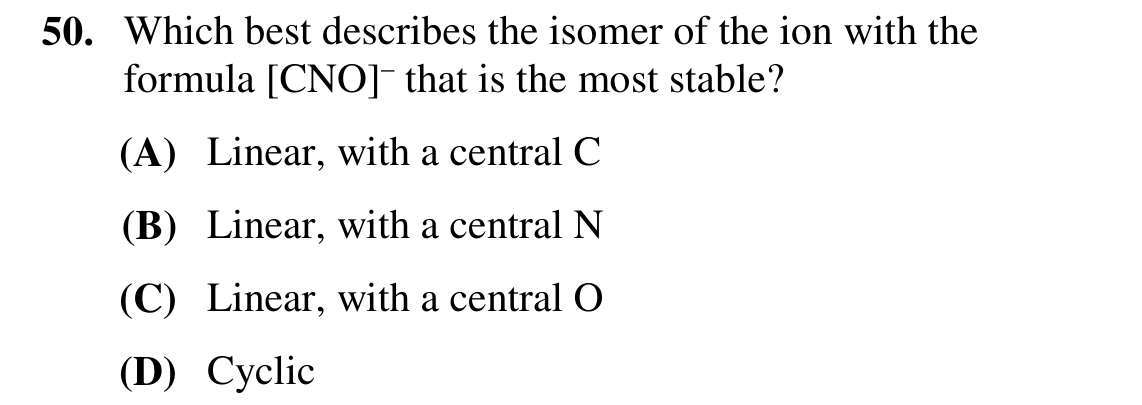 50. Which best describes the isomer of the ion with the
formula [CNO]⁻ that is the most stable?
(A) Linear, with a central C
(B) Linear, with a central N
(C) Linear, with a central O
(D) Cyclic